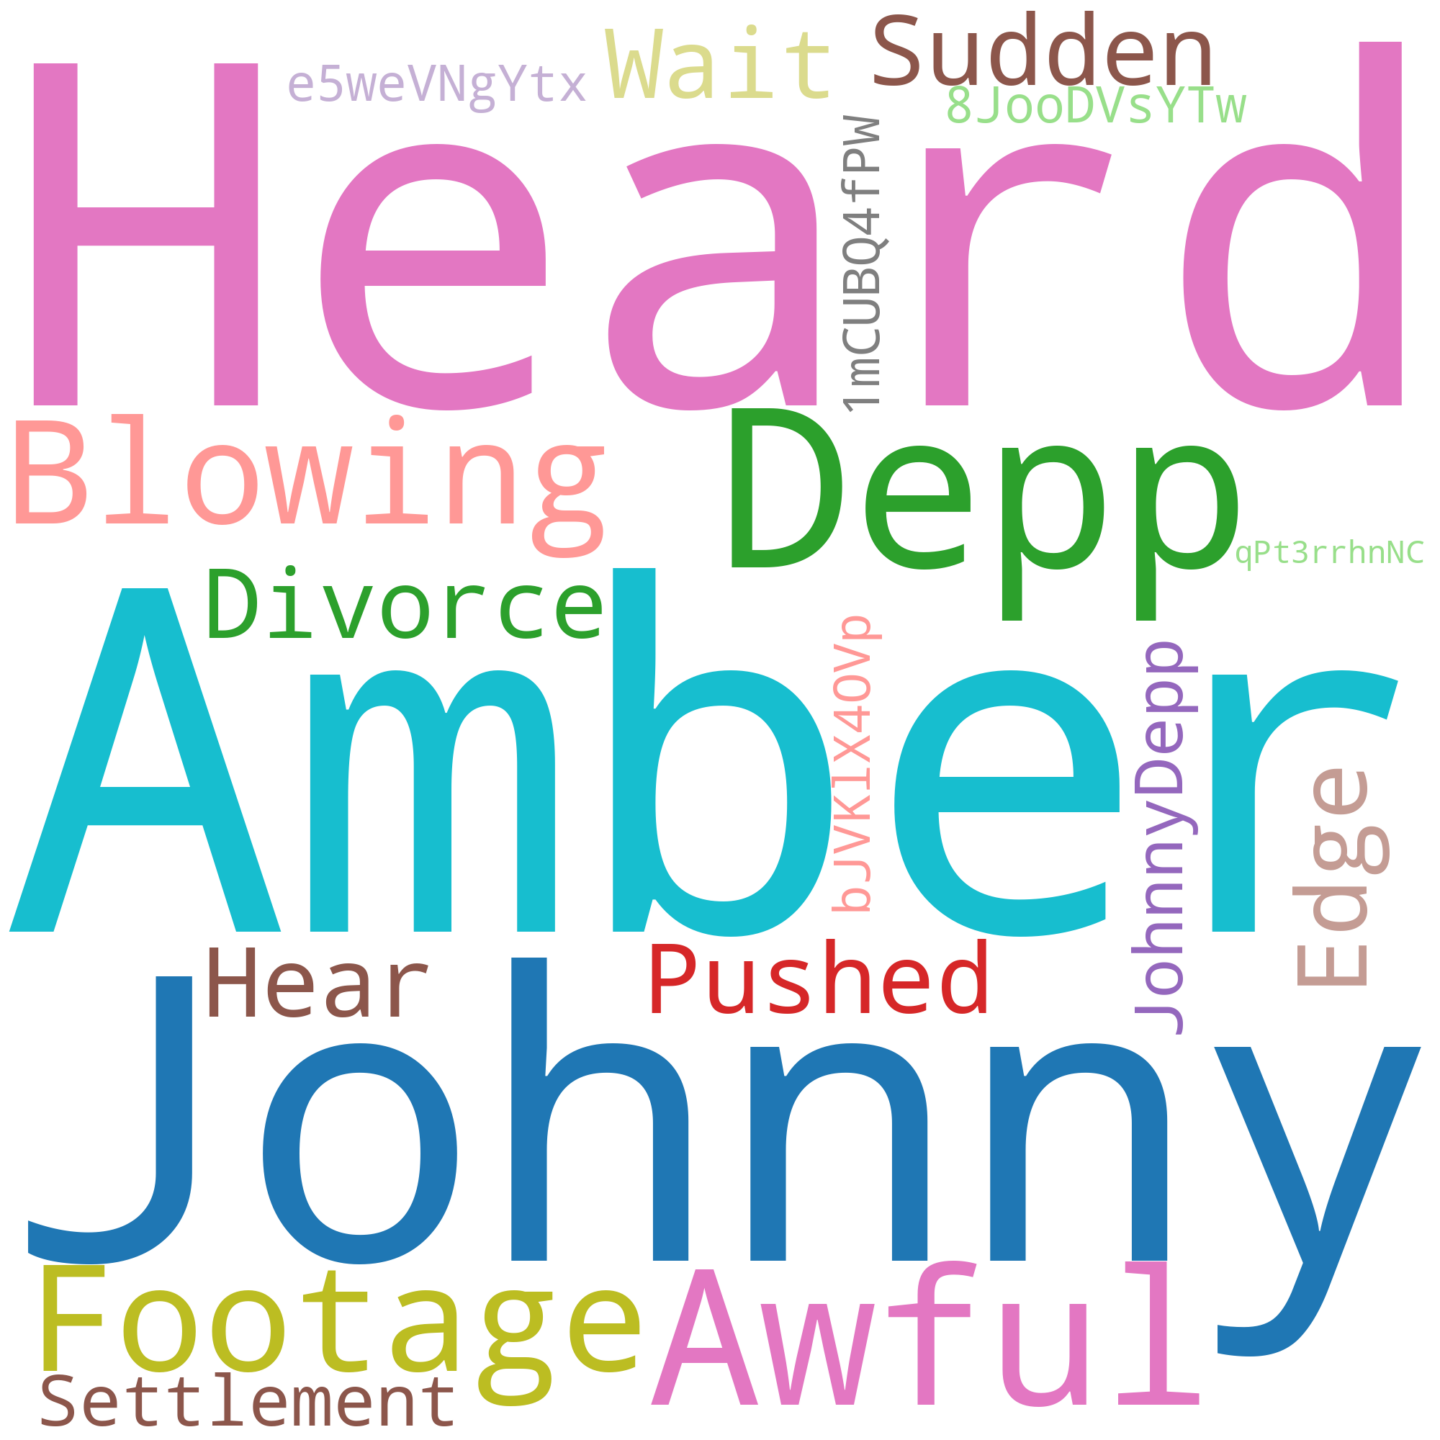 Sudden
Wait
e5weVNgYtx
8JooDVsYTw
Heard
1mCUBQ4fPW
Blowing
Depp
qPt3rrhnNC
Divorce
Amber
bJVKlX4OVp
JohnnyDepp
Edge
Hear
Pushed
Johnny
Footage
Awful
Settlement